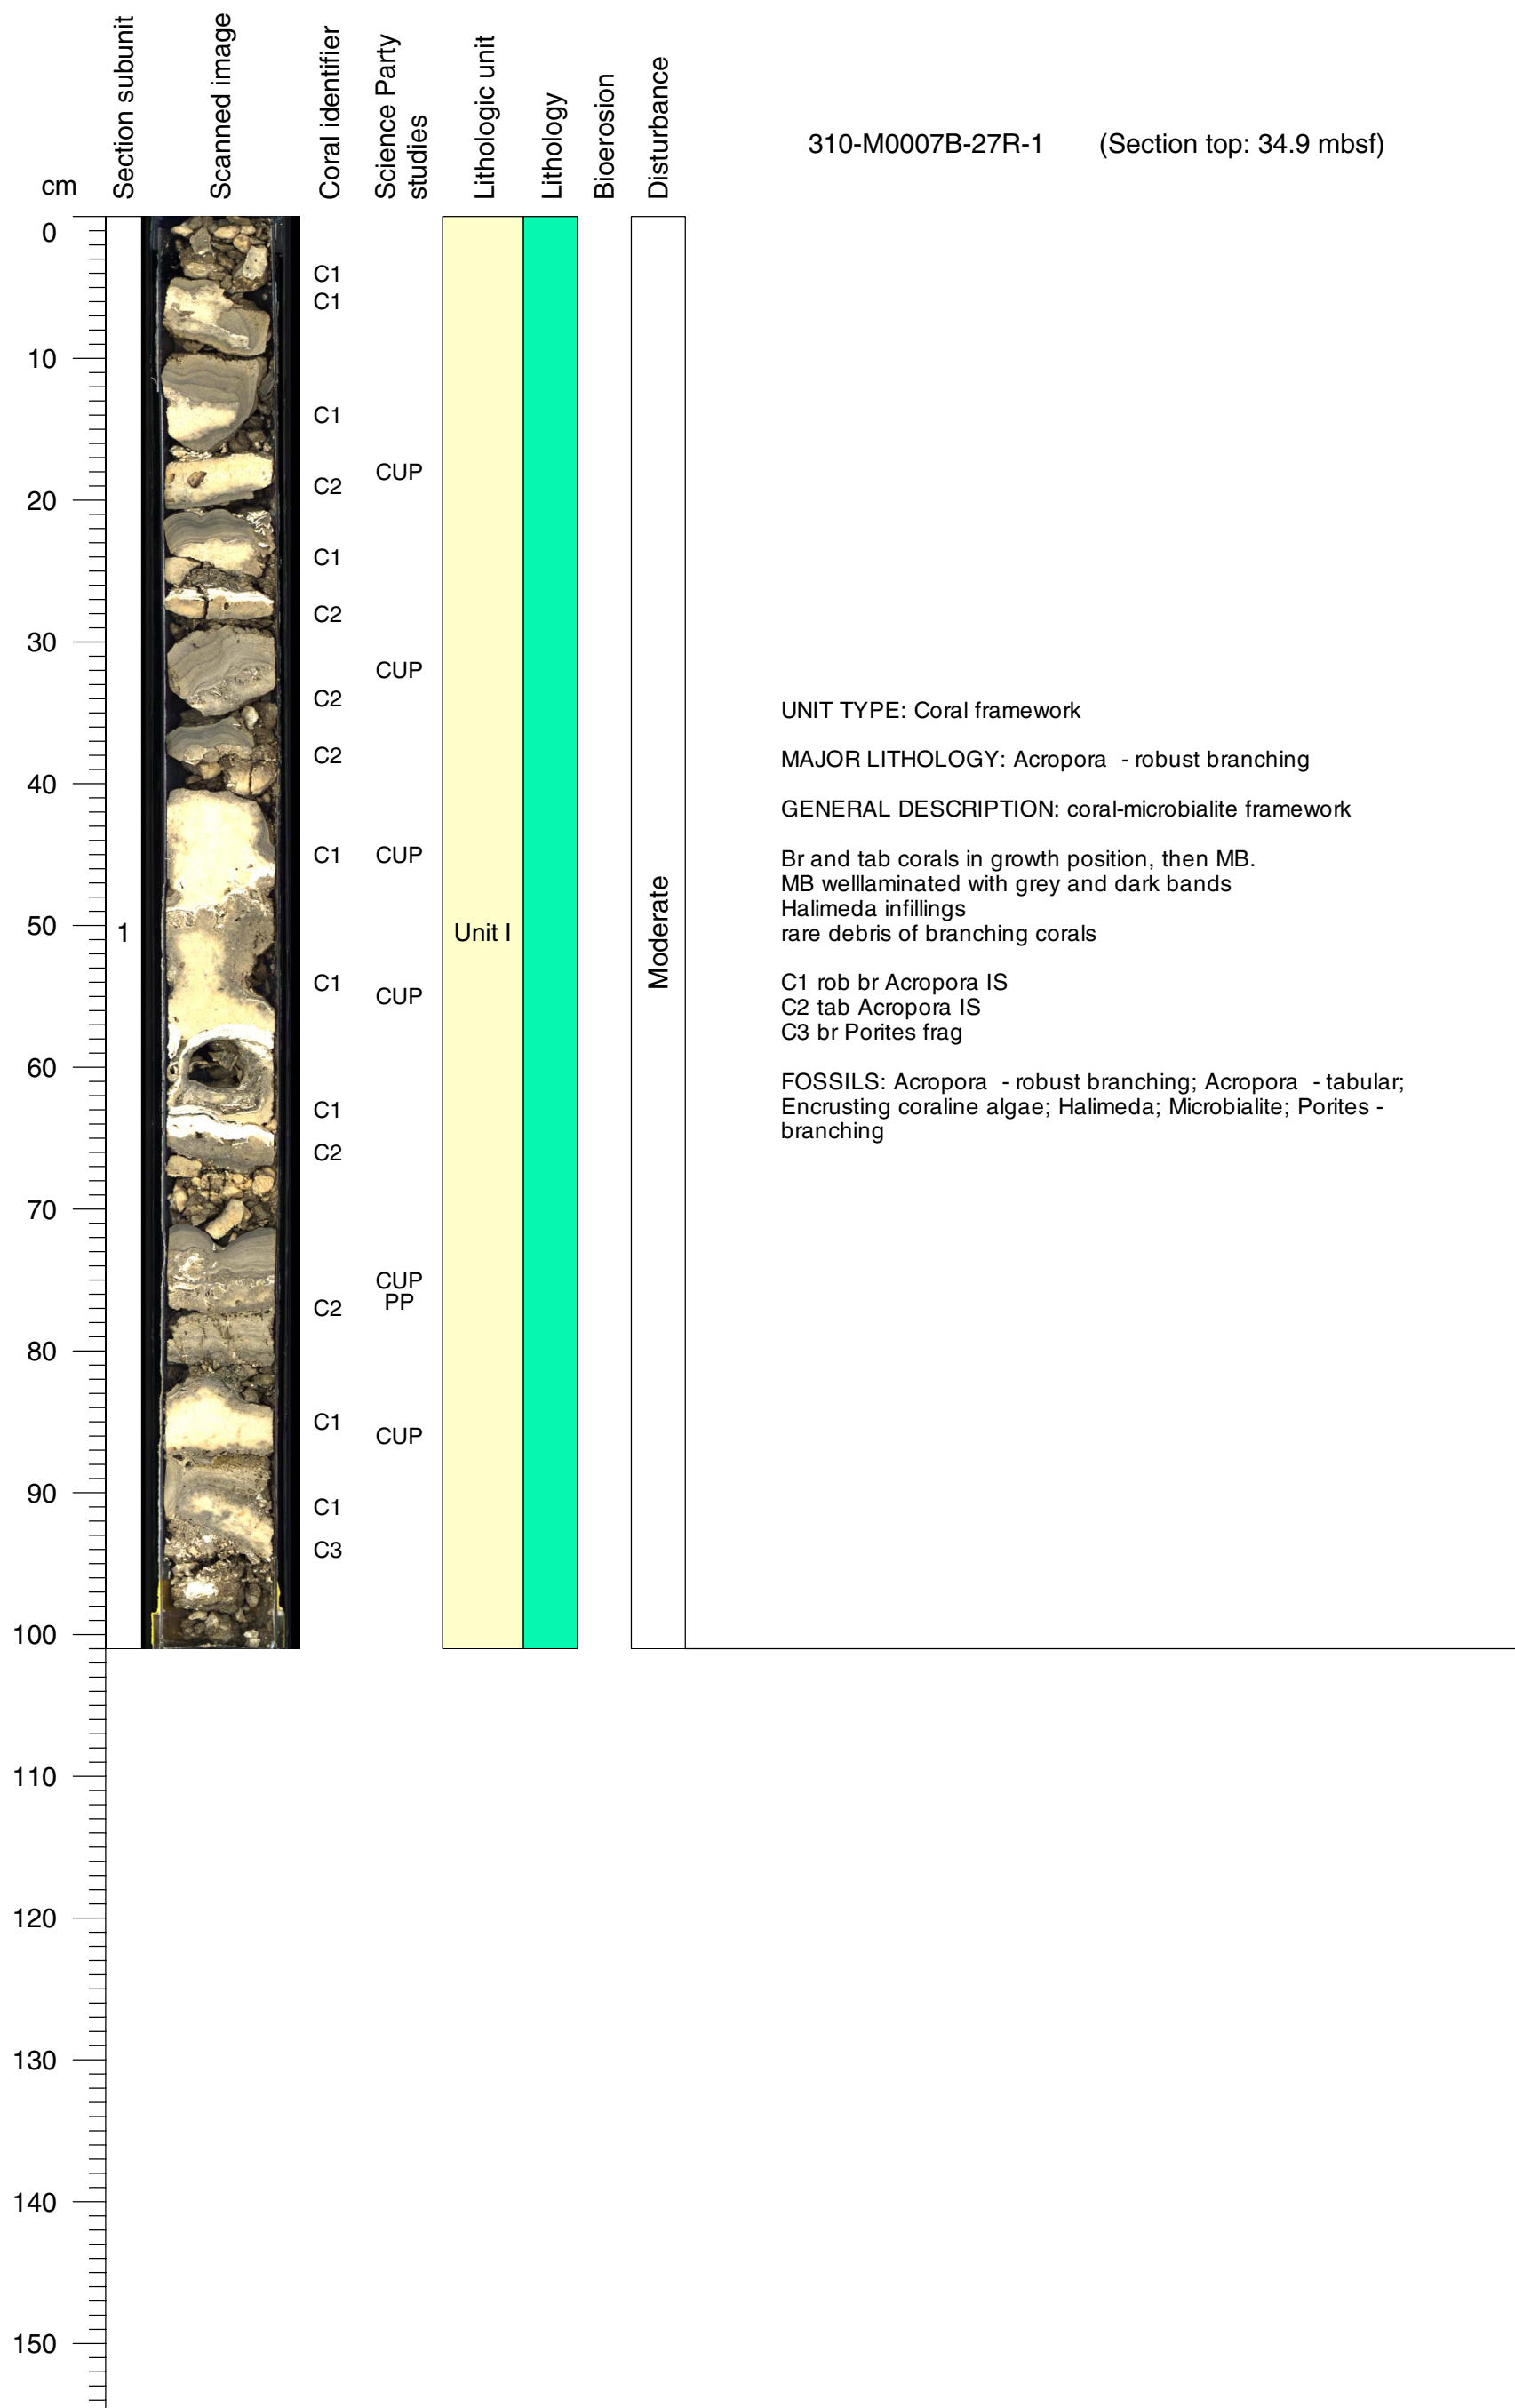 Section subunit
Scanned image
Coral identifier
Science Party
studies
Lithologic unit
Lithology
Bioerosion
Disturbance
310-M0007B-27R-1 (Section top: 34.9 mbsf)
cm
0
C1
C1
10
C1
CUP
C2
20
C1
C2
30
CUP
C2
C2
40
C1 CUP
50
1
Unit I
Moderate
C1
CUP
60
C1
C2
70
CUP
PP
C2
80
C1
CUP
90
C1
C3
100
110
120
130
140
150
UNIT TYPE: Coral framework
MAJOR LITHOLOGY: Acropora - robust branching
GENERAL DESCRIPTION: coral-microbialite framework
Br and tab corals in growth position, then MB.
MB welllaminated with grey and dark bands
Halimeda infillings
rare debris of branching corals
C1 rob br Acropora IS
C2 tab Acropora IS
C3 br Porites frag
FOSSILS: Acropora - robust branching; Acropora - tabular;
Encrusting coraline algae; Halimeda; Microbialite; Porites -
branching